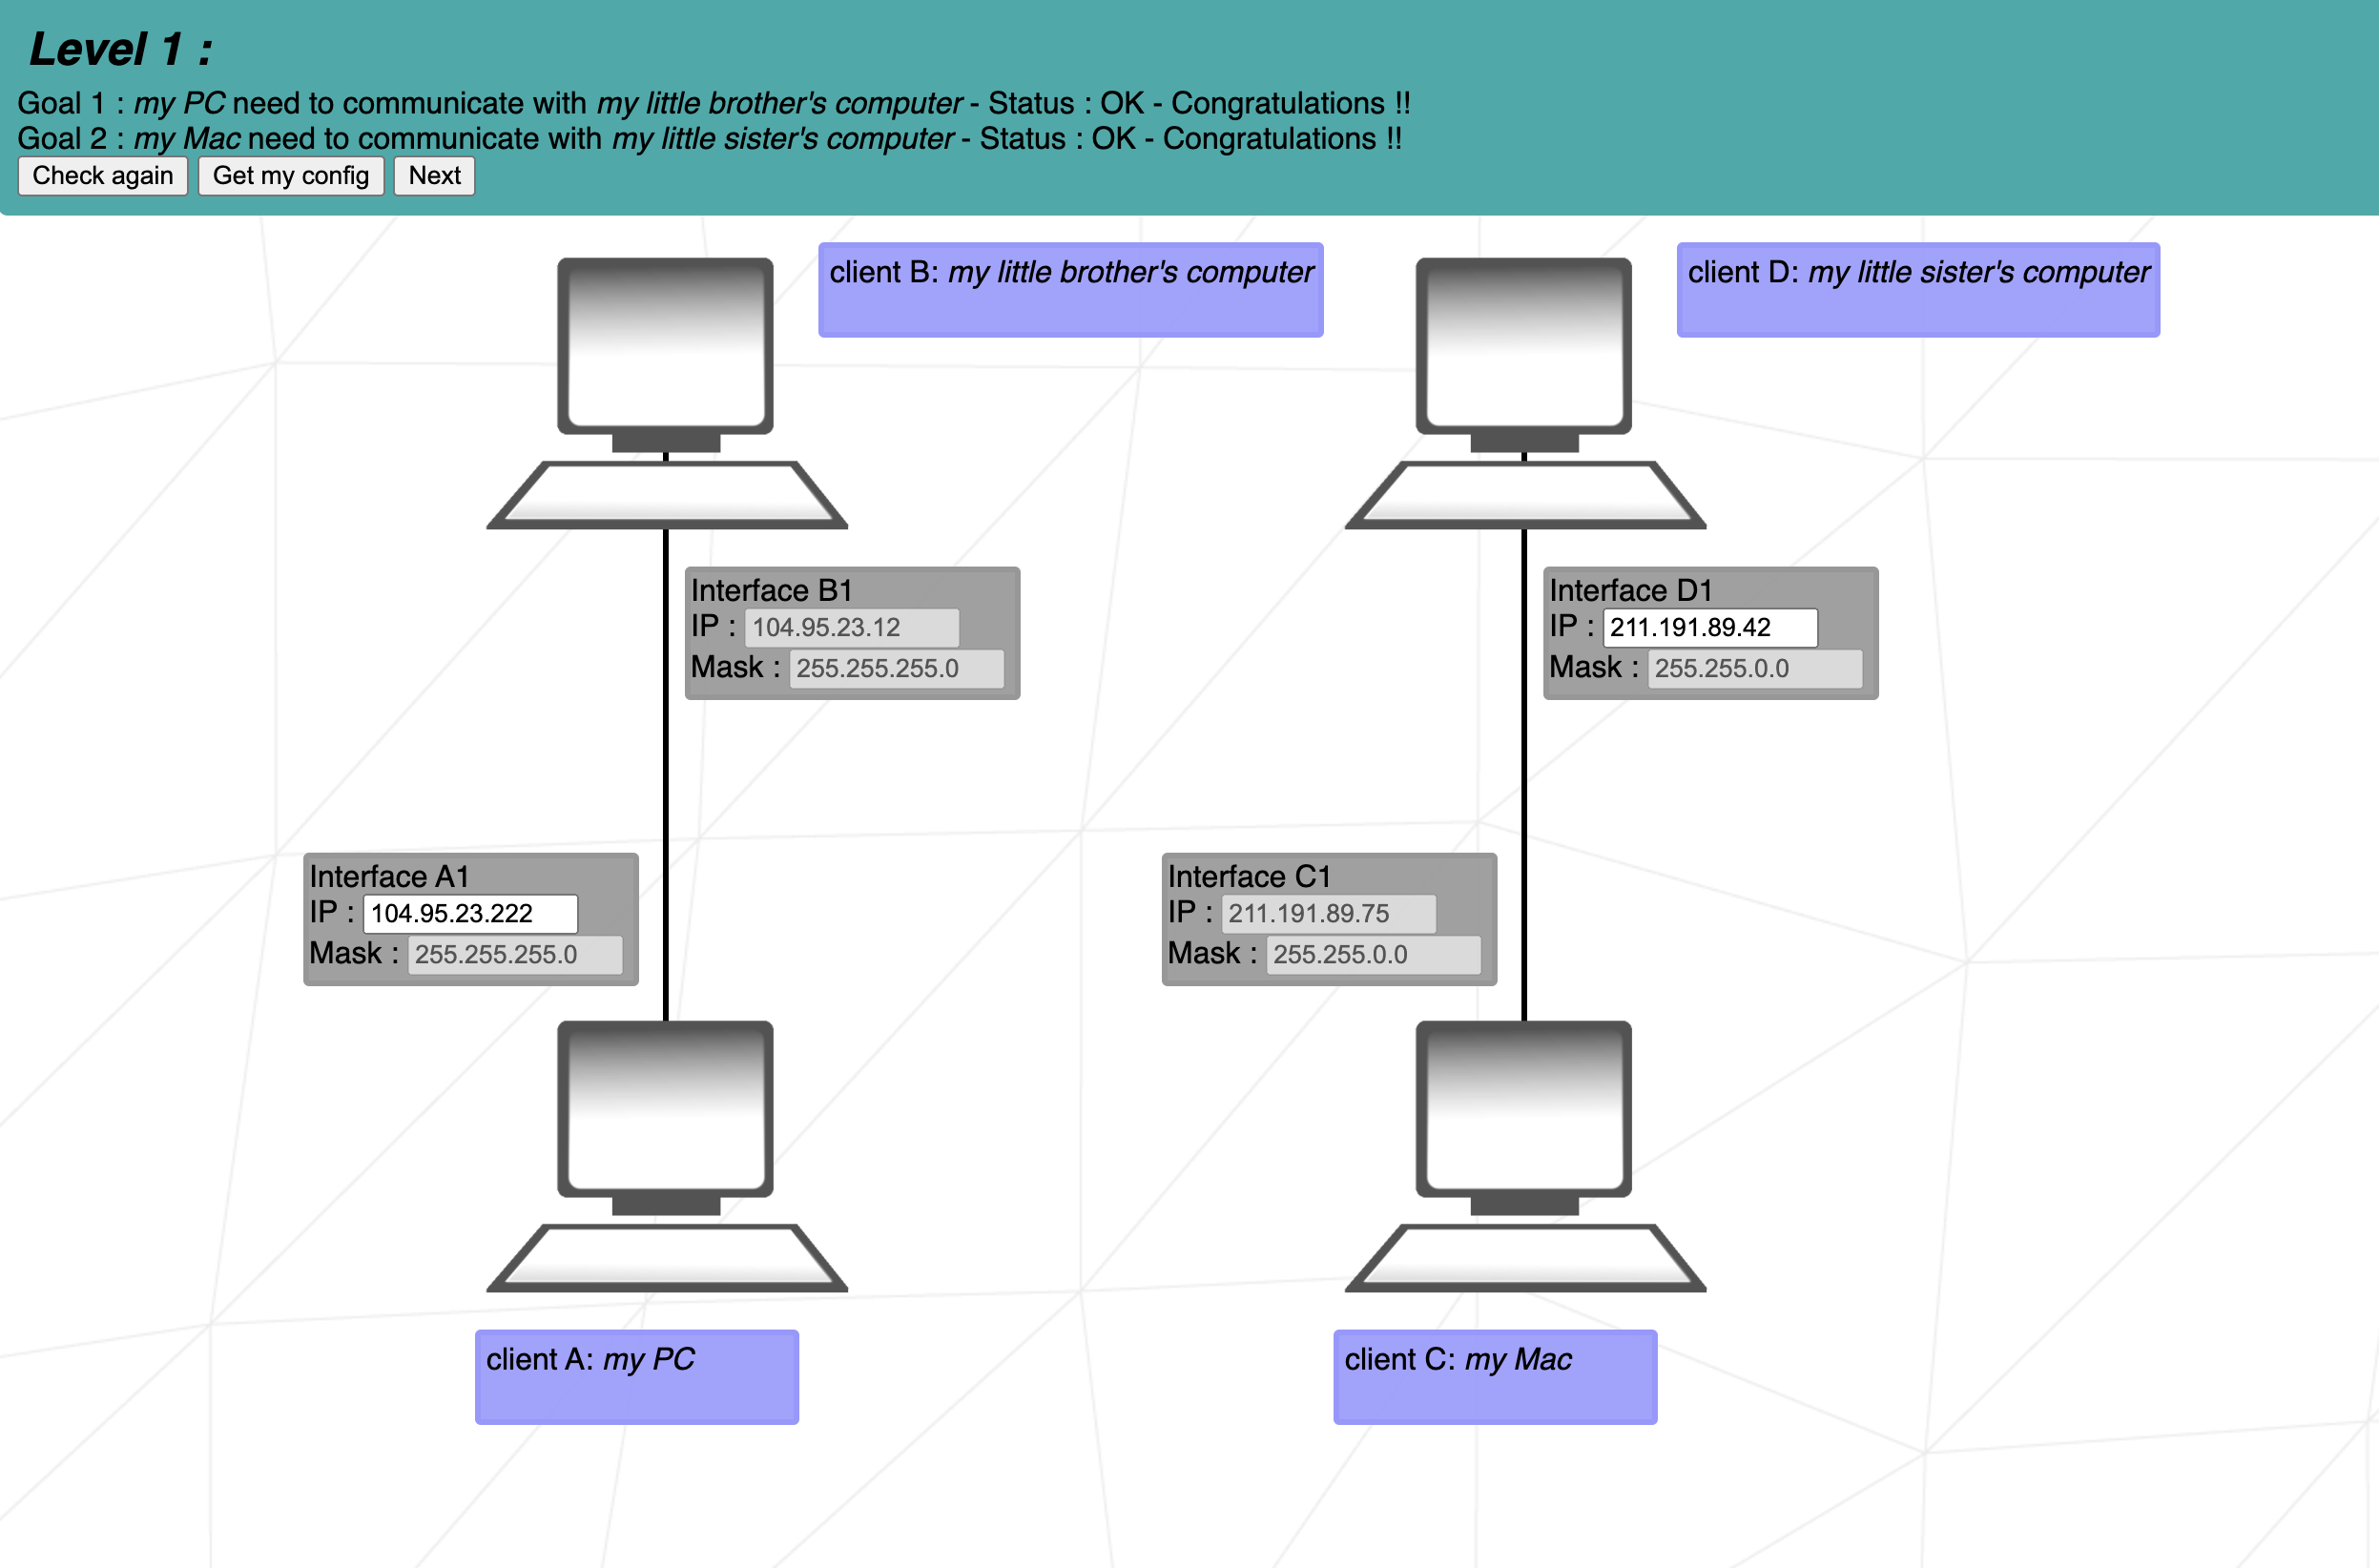 Level 1 :
Goal 1 : my PC need to communicate with my little brother's computer - Status : OK - Congratulations !!
Goal 2 : my Mac need to communicate with my little sister's computer - Status : OK - Congratulations !!
Check again Get my config Next
client B: my little brother's computer
client D: my little sister's computer
Interface B1
IP : 104.95.23.12
Mask : 255.255.255.0
Interface D1
IP : 211.191.89.42
Mask : 255.255.0.0
Interface A1
IP : 104.95.23.222
Mask : 255.255.255.0
Interface C1
IP : 211.191.89.75
Mask : 255.255.0.0
client A: my PC
client C: my Mac